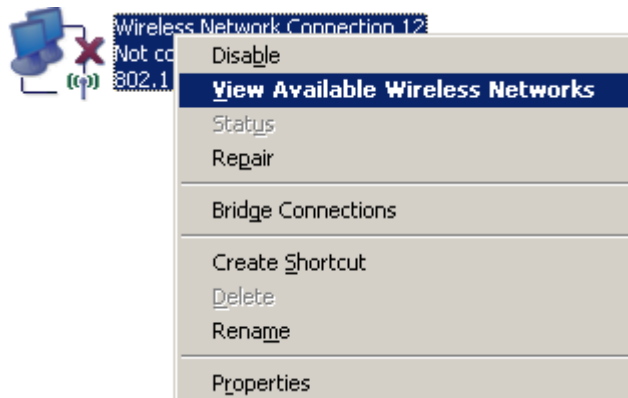 Wireless Network Connection 12
Not co
802.1
Disable
View Available Wireless Networks
Status
Repair
Bridge Connections
Create Shortcut
Delete
Rename
Properties